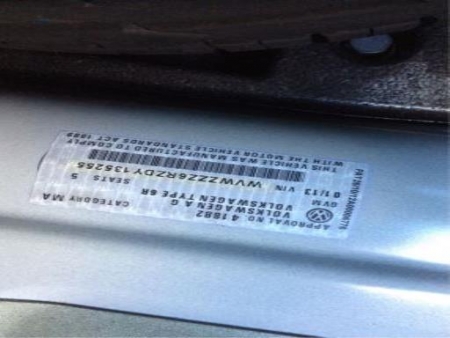 APPROVAL NO. 41882 CATEGORY MA
VOLKSWAGEN A G
VOLKSWAGEN TYPE 6R
GVM SEATS 5
01/13 VIN WVWZZZ6RZDY135255
THIS VEHICLE WAS MANUFACTURED TO COMPLY
WITH THE MOTOR VEHICLE STANDARDS ACT 1989